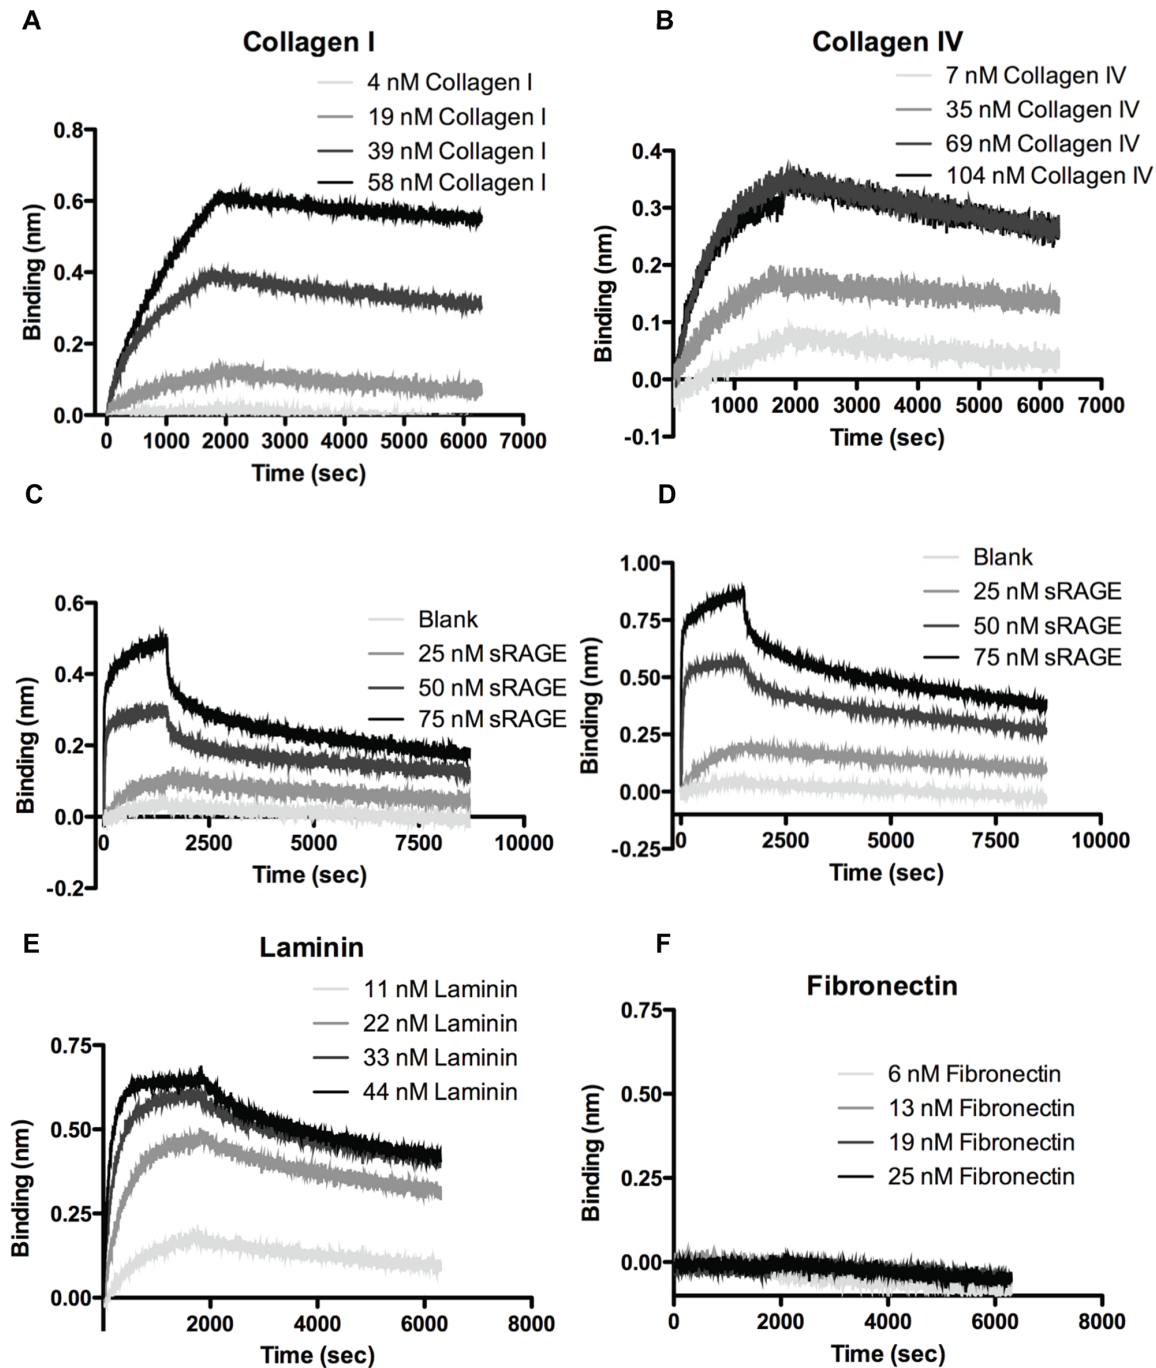 A
Collagen I
4 nM Collagen I
19 nM Collagen I
39 nM Collagen I
58 nM Collagen I
0.8
0.6
0.4
0.2
0.0
Binding (nm)
0 1000 2000 3000 4000 5000 6000 7000
Time (sec)
B
Collagen IV
7 nM Collagen IV
35 nM Collagen IV
69 nM Collagen IV
104 nM Collagen IV
0.4
0.3
0.2
0.1
0.0
-0.1
Binding (nm)
1000 2000 3000 4000 5000 6000 7000
Time (sec)
C
Blank
25 nM sRAGE
50 nM sRAGE
75 nM sRAGE
0.6
0.4
0.2
0.0
-0.2
Binding (nm)
0 2500 5000 7500 10000
Time (sec)
D
Blank
25 nM sRAGE
50 nM sRAGE
75 nM sRAGE
1.00
0.75
0.50
0.25
0.00
-0.25
Binding (nm)
0 2500 5000 7500 10000
Time (sec)
E
Laminin
11 nM Laminin
22 nM Laminin
33 nM Laminin
44 nM Laminin
0.75
0.50
0.25
0.00
Binding (nm)
2000 4000 6000 8000
Time (sec)
F
Fibronectin
6 nM Fibronectin
13 nM Fibronectin
19 nM Fibronectin
25 nM Fibronectin
0.75
0.50
0.25
0.00
Binding (nm)
0 2000 4000 6000 8000
Time (sec)